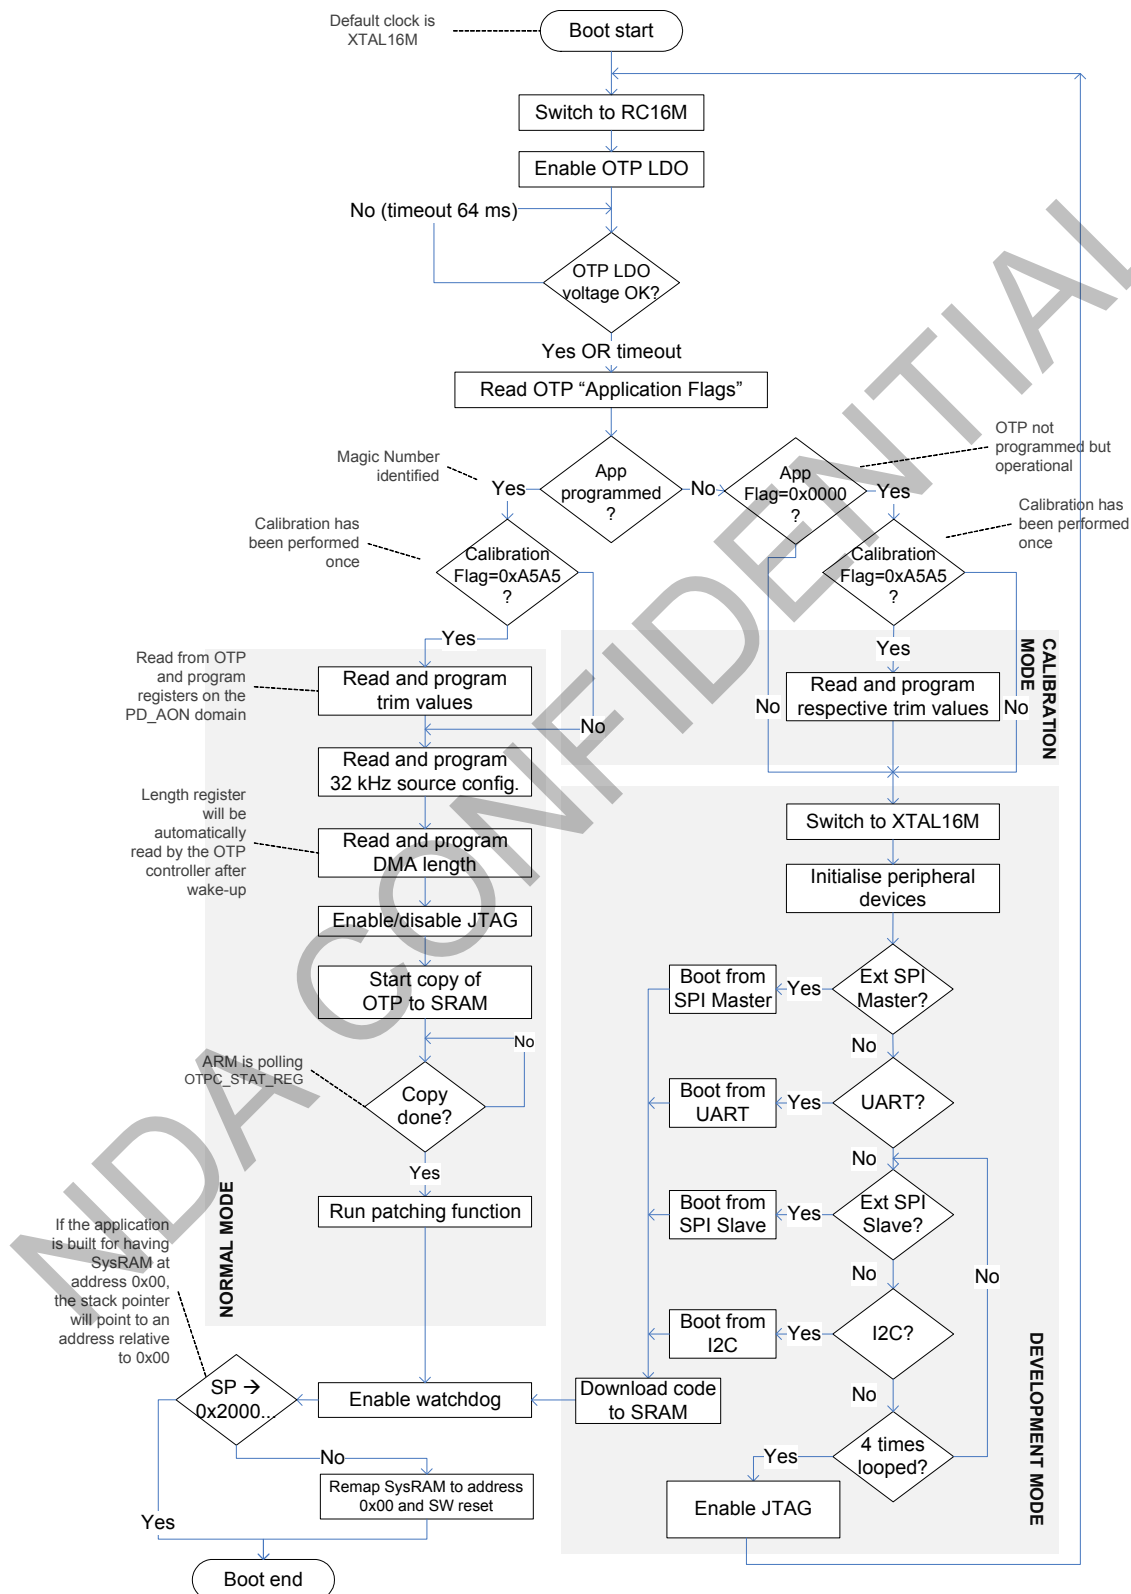 Default clock is
XTAL16M
Boot start
Switch to RC16M
Enable OTP LDO
No (timeout 64 ms)
OTP LDO
voltage OK?
Yes OR timeout
Read OTP “Application Flags”
Magic Number
identified
App
programmed
?
Yes
No
App
Flag=0x0000
?
Yes
OTP not
programmed but
operational
Calibration has
been performed
once
Calibration
Flag=0xA5A5
?
Calibration
Flag=0xA5A5
?
Calibration has
been performed
once
Yes
No
Yes
No
No
CALIBRATION
MODE
Read from OTP
and program
registers on the
PD_AON domain
Read and program
trim values
Read and program
respective trim values
Read and program
32 kHz source config.
Length register
will be
automatically
read by the OTP
controller after
wake-up
Read and program
DMA length
Enable/disable JTAG
Start copy of
OTP to SRAM
No
ARM is polling
OTPC_STAT_REG
Copy
done?
Yes
Run patching function
NORMAL MODE
Switch to XTAL16M
Initialise peripheral
devices
Boot from
SPI Master
Yes
Ext SPI
Master?
No
Boot from
UART
Yes
UART?
No
Boot from
SPI Slave
Yes
Ext SPI
Slave?
No
No
Boot from
I2C
Yes
I2C?
No
Download code
to SRAM
4 times
looped?
Yes
Enable JTAG
DEVELOPMENT MODE
If the application
is built for having
SysRAM at
address 0x00,
the stack pointer
will point to an
address relative
to 0x00
SP →
0x2000...
Enable watchdog
No
Remap SysRAM to address
0x00 and SW reset
Yes
Boot end
NDA CONFIDENTIAL